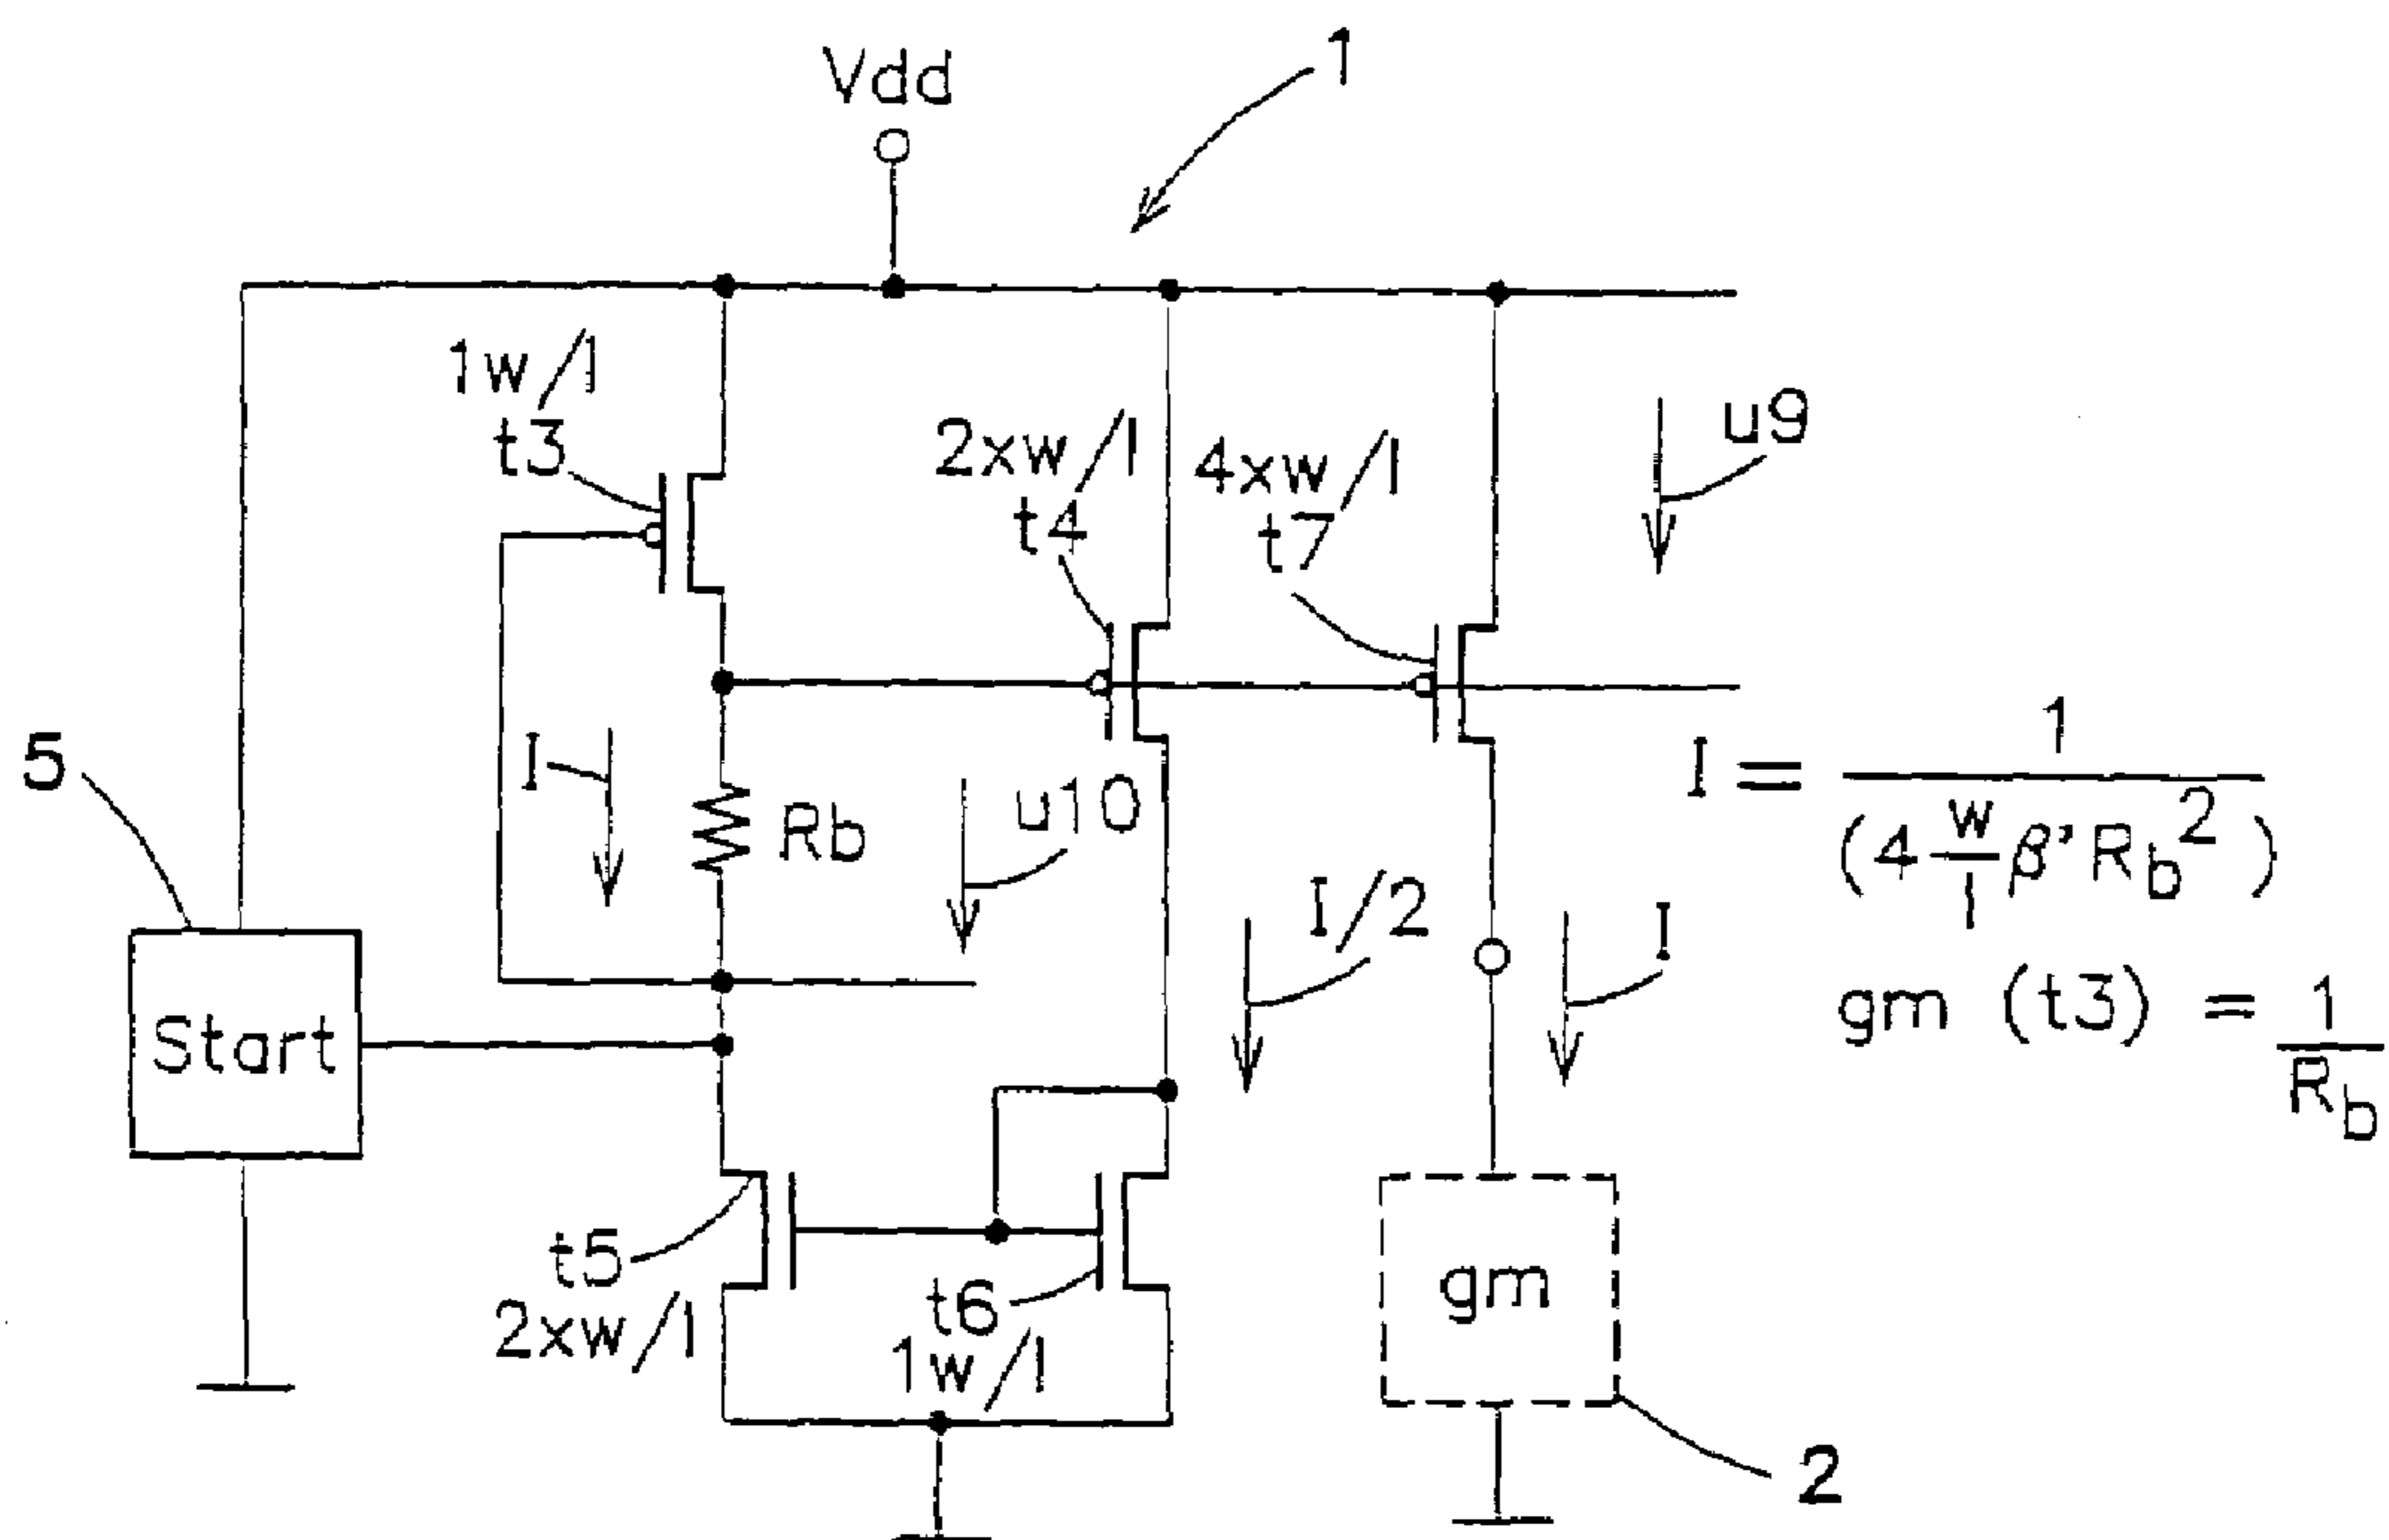 Vdd
1
1w/l
t3
2xw/l
t4
4xw/l
t7
u9
5
I
Rb
u10
I = 1 / (4 w/l β' Rb²)
I/2
I
gm (t3) = 1/Rb
Start
t5
2xw/l
t6
1w/l
gm
2